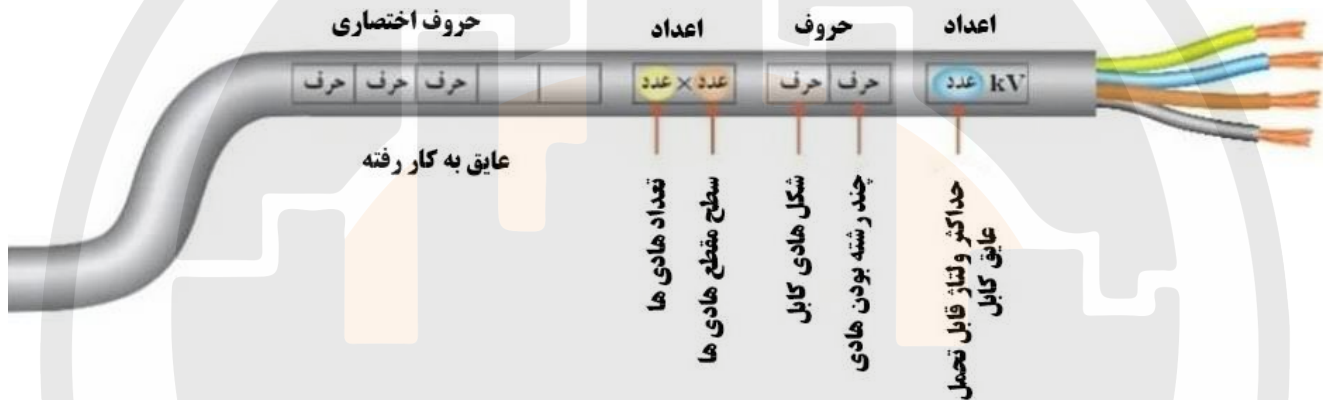 حروف اختصاری
اعداد
حروف
اعداد
حرف حرف حرف
عدد × عدد
حرف حرف
عدد kV
عایق به کار رفته
تعداد هادی ها
سطح مقطع هادی ها
شکل هادی کابل
چند رشته بودن هادی
حداکثر ولتاژ قابل تحمل
عایق کابل